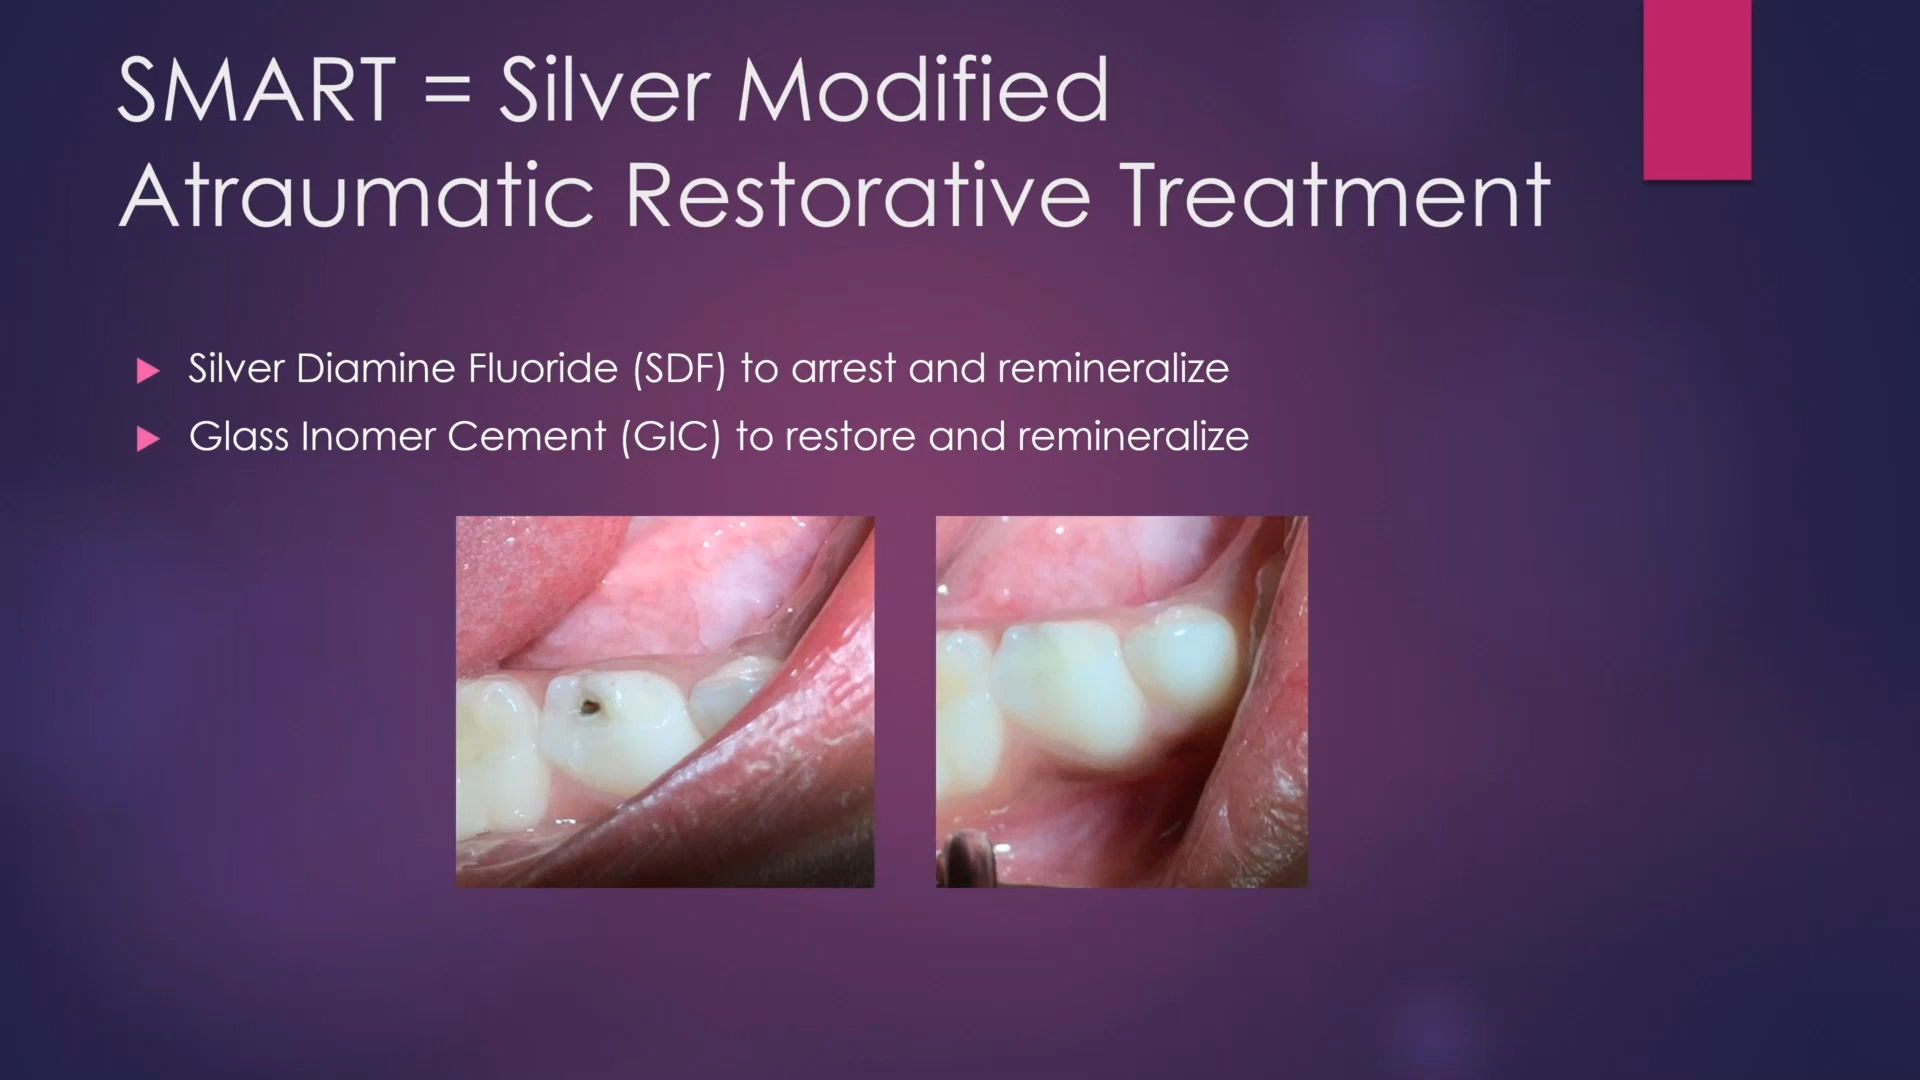 SMART = Silver Modified
Atraumatic Restorative Treatment
Silver Diamine Fluoride (SDF) to arrest and remineralize
Glass Inomer Cement (GIC) to restore and remineralize